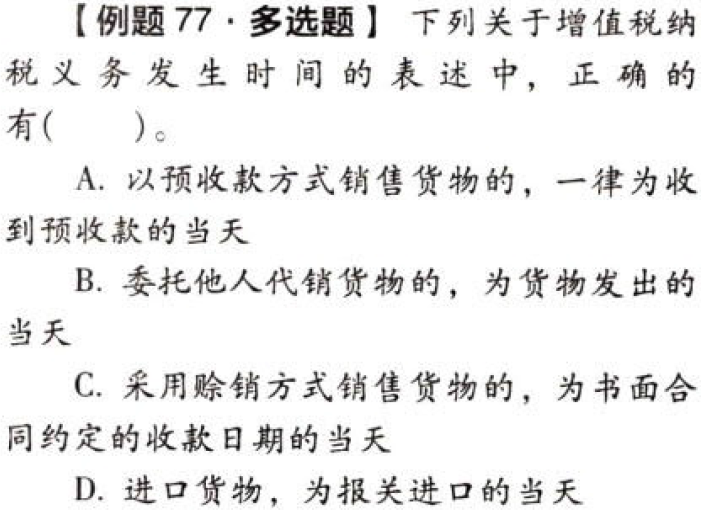 【例题77·多选题】 下列关于增值税纳
税义务发生时间的表述中，正确的
有(　　)。
A. 以预收款方式销售货物的，一律为收
到预收款的当天
B. 委托他人代销货物的，为货物发出的
当天
C. 采用赊销方式销售货物的，为书面合
同约定的收款日期的当天
D. 进口货物，为报关进口的当天